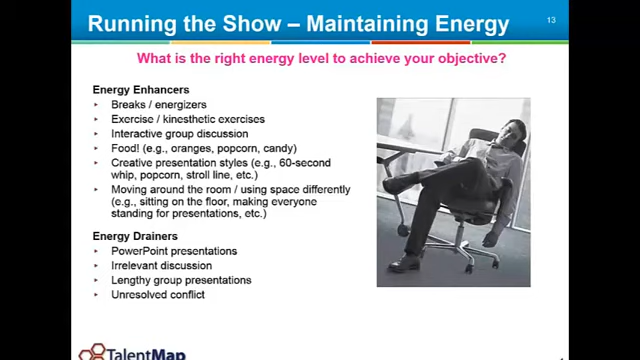 Running the Show – Maintaining Energy
13
What is the right energy level to achieve your objective?
Energy Enhancers
Breaks / energizers
Exercise / kinesthetic exercises
Interactive group discussion
Food! (e.g., oranges, popcorn, candy)
Creative presentation styles (e.g., 60-second
whip, popcorn, stroll line, etc.)
Moving around the room / using space differently
(e.g., sitting on the floor, making everyone
standing for presentations, etc.)
Energy Drainers
PowerPoint presentations
Irrelevant discussion
Lengthy group presentations
Unresolved conflict
TalentMap